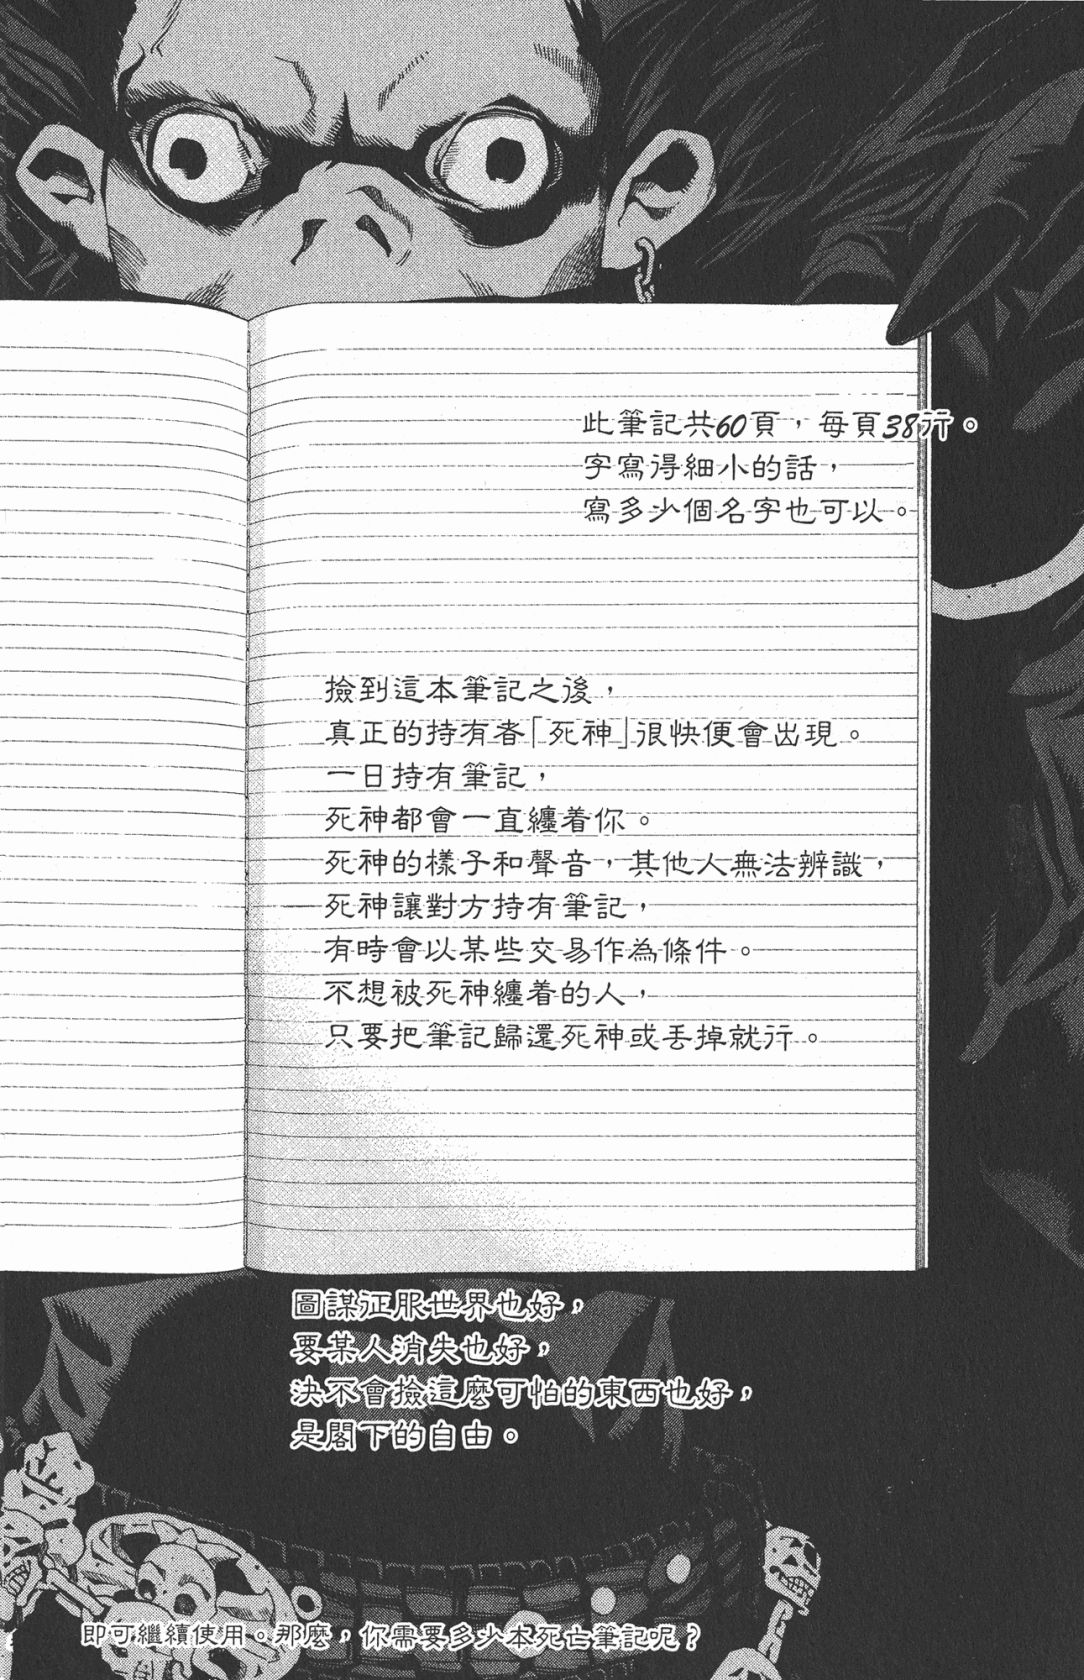 此筆記共60頁，每頁38行。
字寫得細小的話，
寫多少個名字也可以。
撿到這本筆記之後，
真正的持有者「死神」很快便會出現。
一日持有筆記，
死神都會一直纏着你。
死神的樣子和聲音，其他人無法辨識，
死神讓對方持有筆記，
有時會以某些交易作為條件。
不想被死神纏着的人，
只要把筆記歸還死神或丟掉就行。
圖謀征服世界也好，
要某人消失也好，
決不會撿這麼可怕的東西也好，
是閣下的自由。
即可繼續使用。那麼，你需要多少本死亡筆記呢？